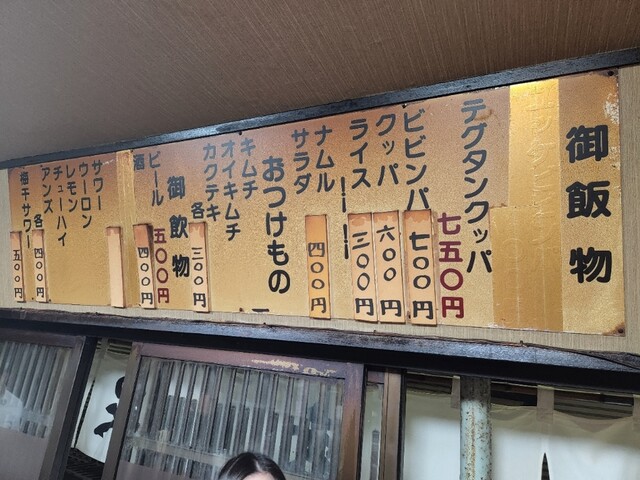 御飯物
テグタンクッパ 七五〇円
ビビンバ 七〇〇円
クッパ 六〇〇円
ライス 三〇〇円
ナムル 四〇〇円
サラダ
おつけもの
キムチ
オイキムチ
カクテキ
各 三〇〇円
御飲物
ビール 五〇〇円
酒 四〇〇円
サワー
ウーロン
レモン
チューハイ
アンズ
各 四〇〇円
梅干サワー 五〇〇円